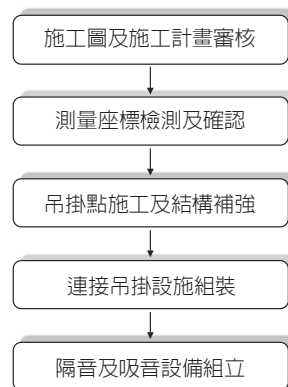 施工圖及施工計畫審核
測量座標檢測及確認
吊掛點施工及結構補強
連接吊掛設施組裝
隔音及吸音設備組立